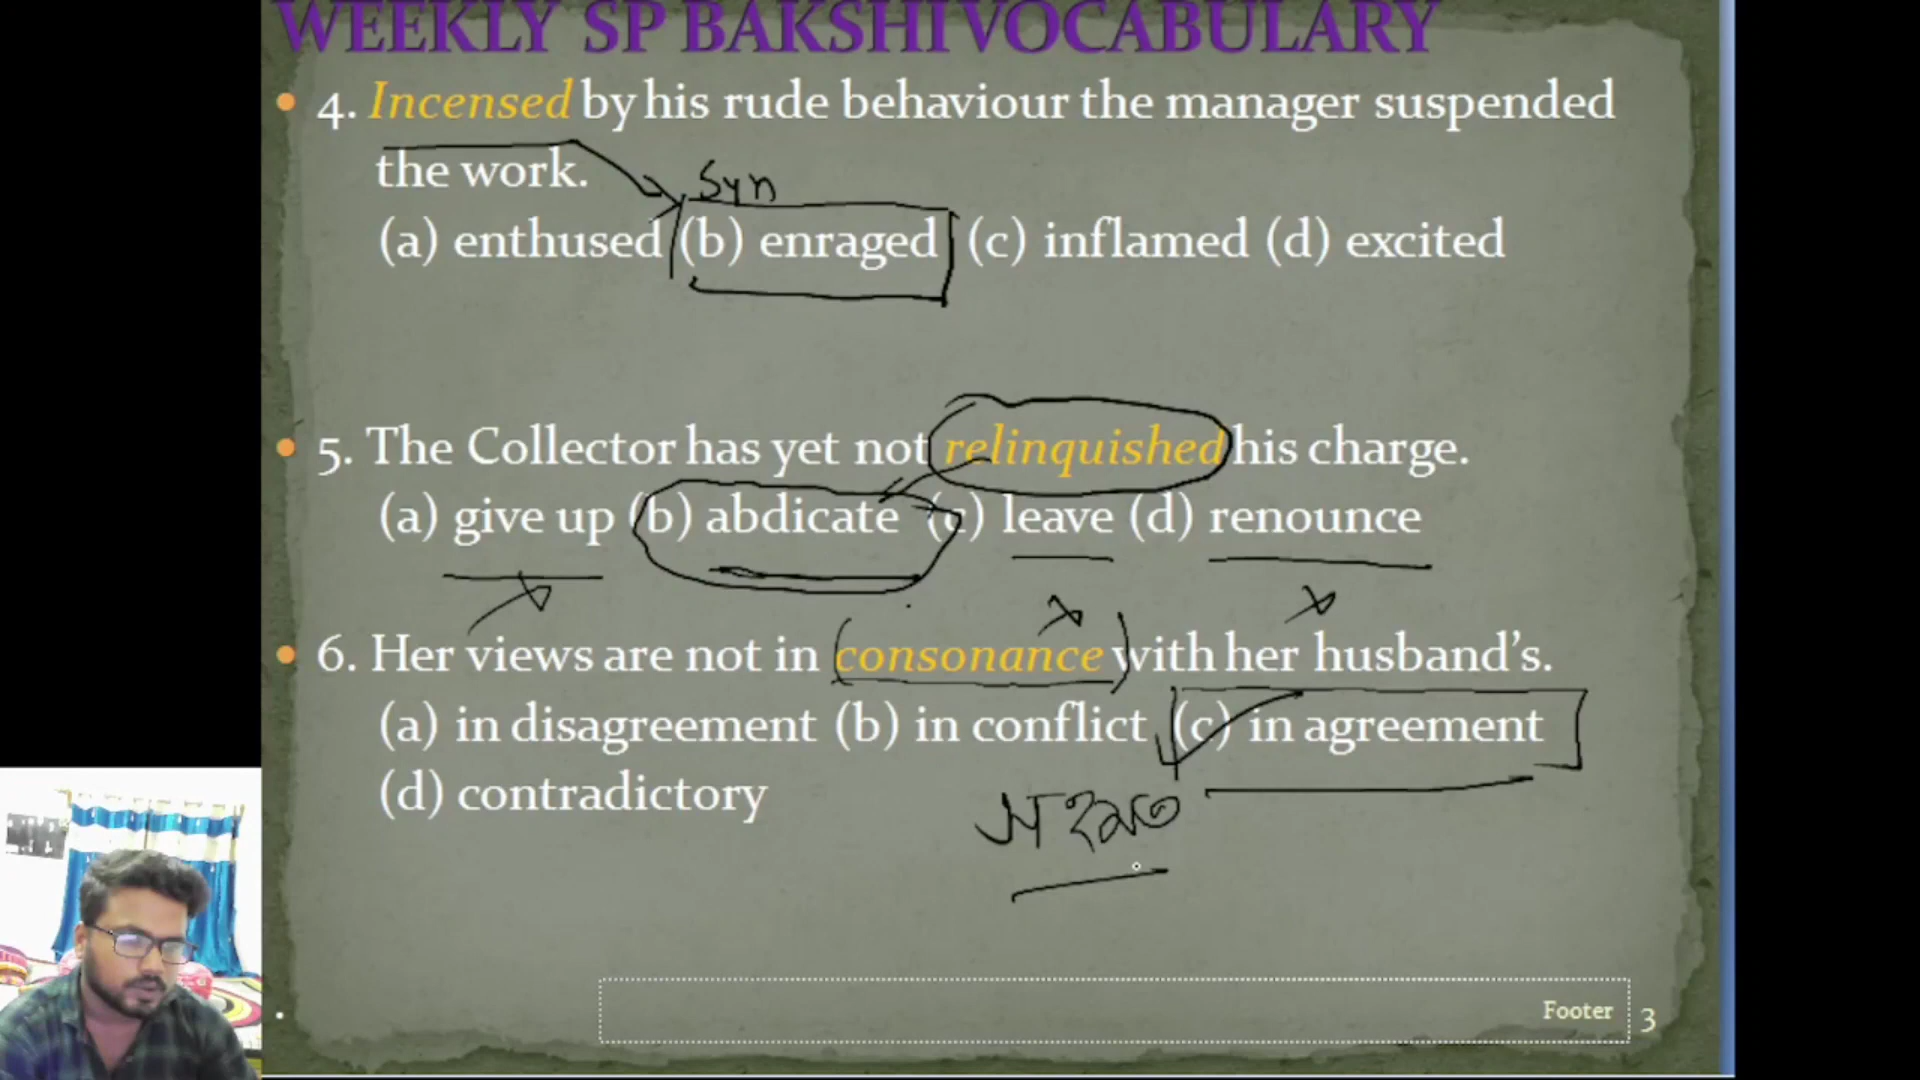 WEEKLY SP BAKSHI VOCABULARY
4. Incensed by his rude behaviour the manager suspended
the work.
Syn
(a) enthused (b) enraged (c) inflamed (d) excited
5. The Collector has yet not relinquished his charge.
(a) give up (b) abdicate (c) leave (d) renounce
6. Her views are not in consonance with her husband's.
(a) in disagreement (b) in conflict (c) in agreement
(d) contradictory
Footer 3